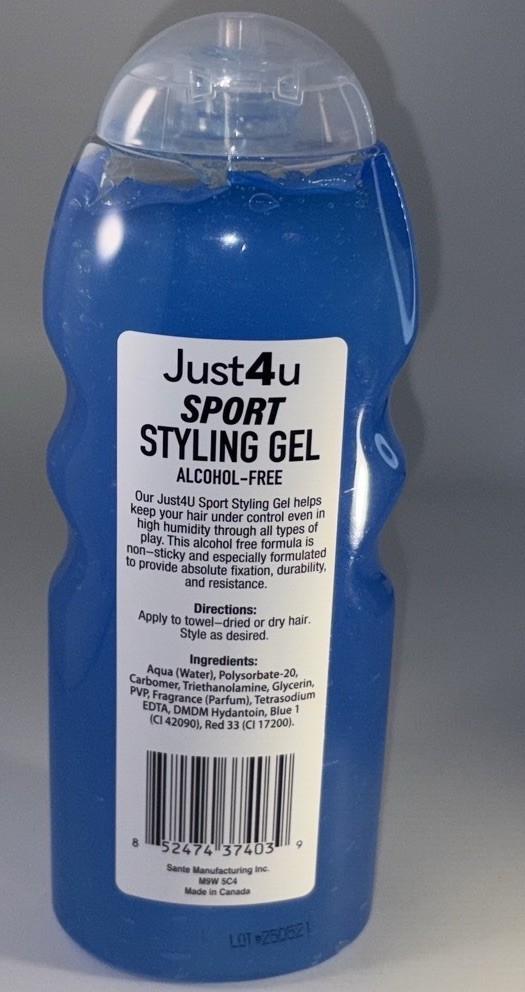 Just4u
SPORT
STYLING GEL
ALCOHOL-FREE
Our Just4U Sport Styling Gel helps
keep your hair under control even in
high humidity through all types of
play. This alcohol free formula is
non-sticky and especially formulated
to provide absolute fixation, durability,
and resistance.
Directions:
Apply to towel-dried or dry hair.
Style as desired.
Ingredients:
Aqua (Water), Polysorbate-20,
Carbomer, Triethanolamine, Glycerin,
PVP, Fragrance (Parfum), Tetrasodium
EDTA, DMDM Hydantoin, Blue 1
(CI 42090), Red 33 (CI 17200).
8 52474 37403 9
Sante Manufacturing Inc.
M9W 5C4
Made in Canada
LOT#250521